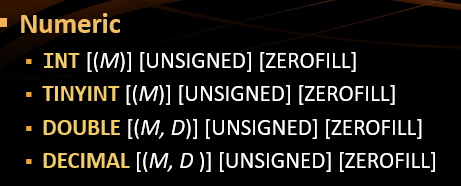 Numeric
INT [(M)] [UNSIGNED] [ZEROFILL]
TINYINT [(M)] [UNSIGNED] [ZEROFILL]
DOUBLE [(M, D)] [UNSIGNED] [ZEROFILL]
DECIMAL [(M, D )] [UNSIGNED] [ZEROFILL]